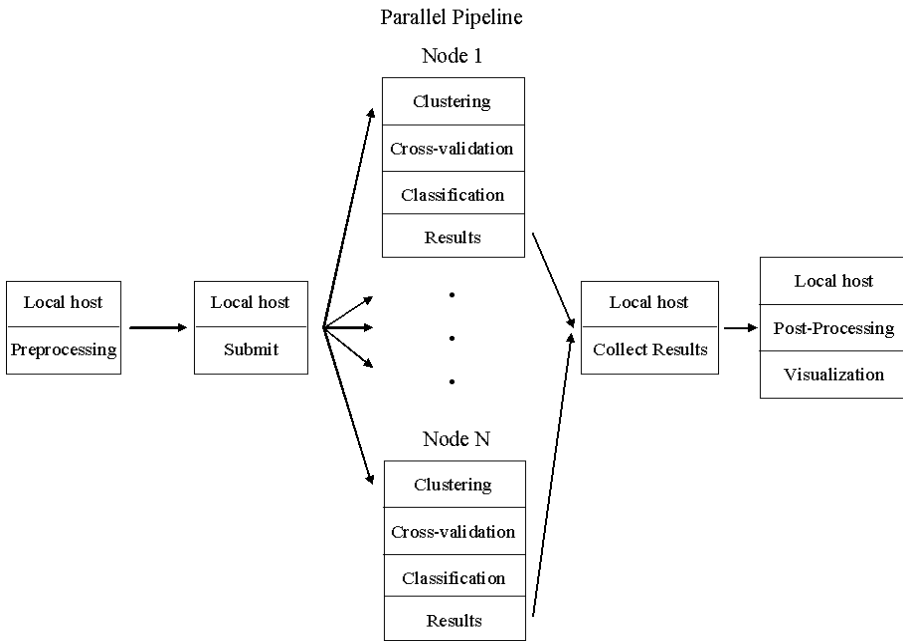 Parallel Pipeline
Node 1
Clustering
Cross-validation
Classification
Results
Local host
Preprocessing
Local host
Submit
Local host
Collect Results
Local host
Post-Processing
Visualization
Node N
Clustering
Cross-validation
Classification
Results